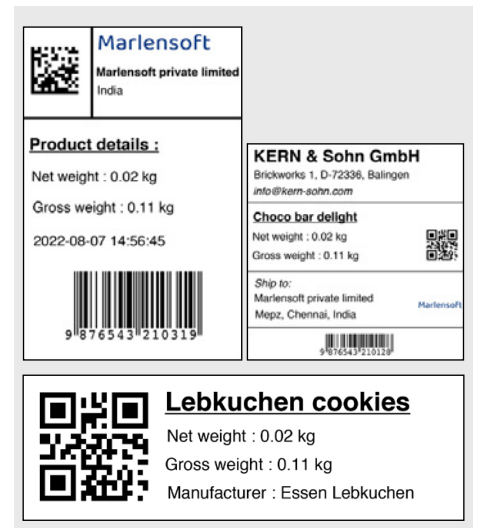 Marlensoft
Marlensoft private limited
India
Product details :
Net weight : 0.02 kg
Gross weight : 0.11 kg
2022-08-07 14:56:45
9 876543 210319
KERN & Sohn GmbH
Brickworks 1, D-72336, Balingen
info@kern-sohn.com
Choco bar delight
Net weight : 0.02 kg
Gross weight : 0.11 kg
Ship to:
Marlensoft private limited
Mepz, Chennai, India
Marlensoft
9 876543 210128
Lebkuchen cookies
Net weight : 0.02 kg
Gross weight : 0.11 kg
Manufacturer : Essen Lebkuchen